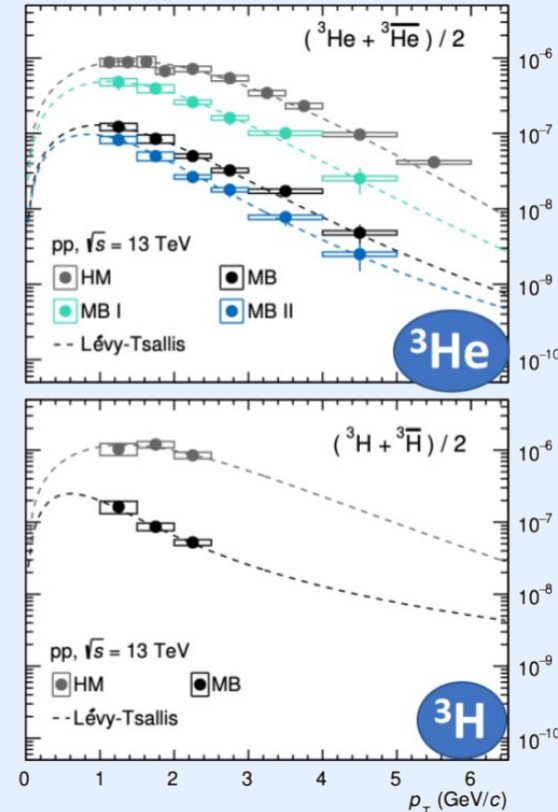 ( ³He + ³H̅e̅ ) / 2
10⁻⁶
10⁻⁷
10⁻⁸
10⁻⁹
10⁻¹⁰
pp, √s = 13 TeV
HM MB
MB I MB II
Lévy-Tsallis
³He
( ³H + ³H̅ ) / 2
10⁻⁶
10⁻⁷
10⁻⁸
10⁻⁹
10⁻¹⁰
pp, √s = 13 TeV
HM MB
Lévy-Tsallis
³H
0 1 2 3 4 5 6
p_T (GeV/c)